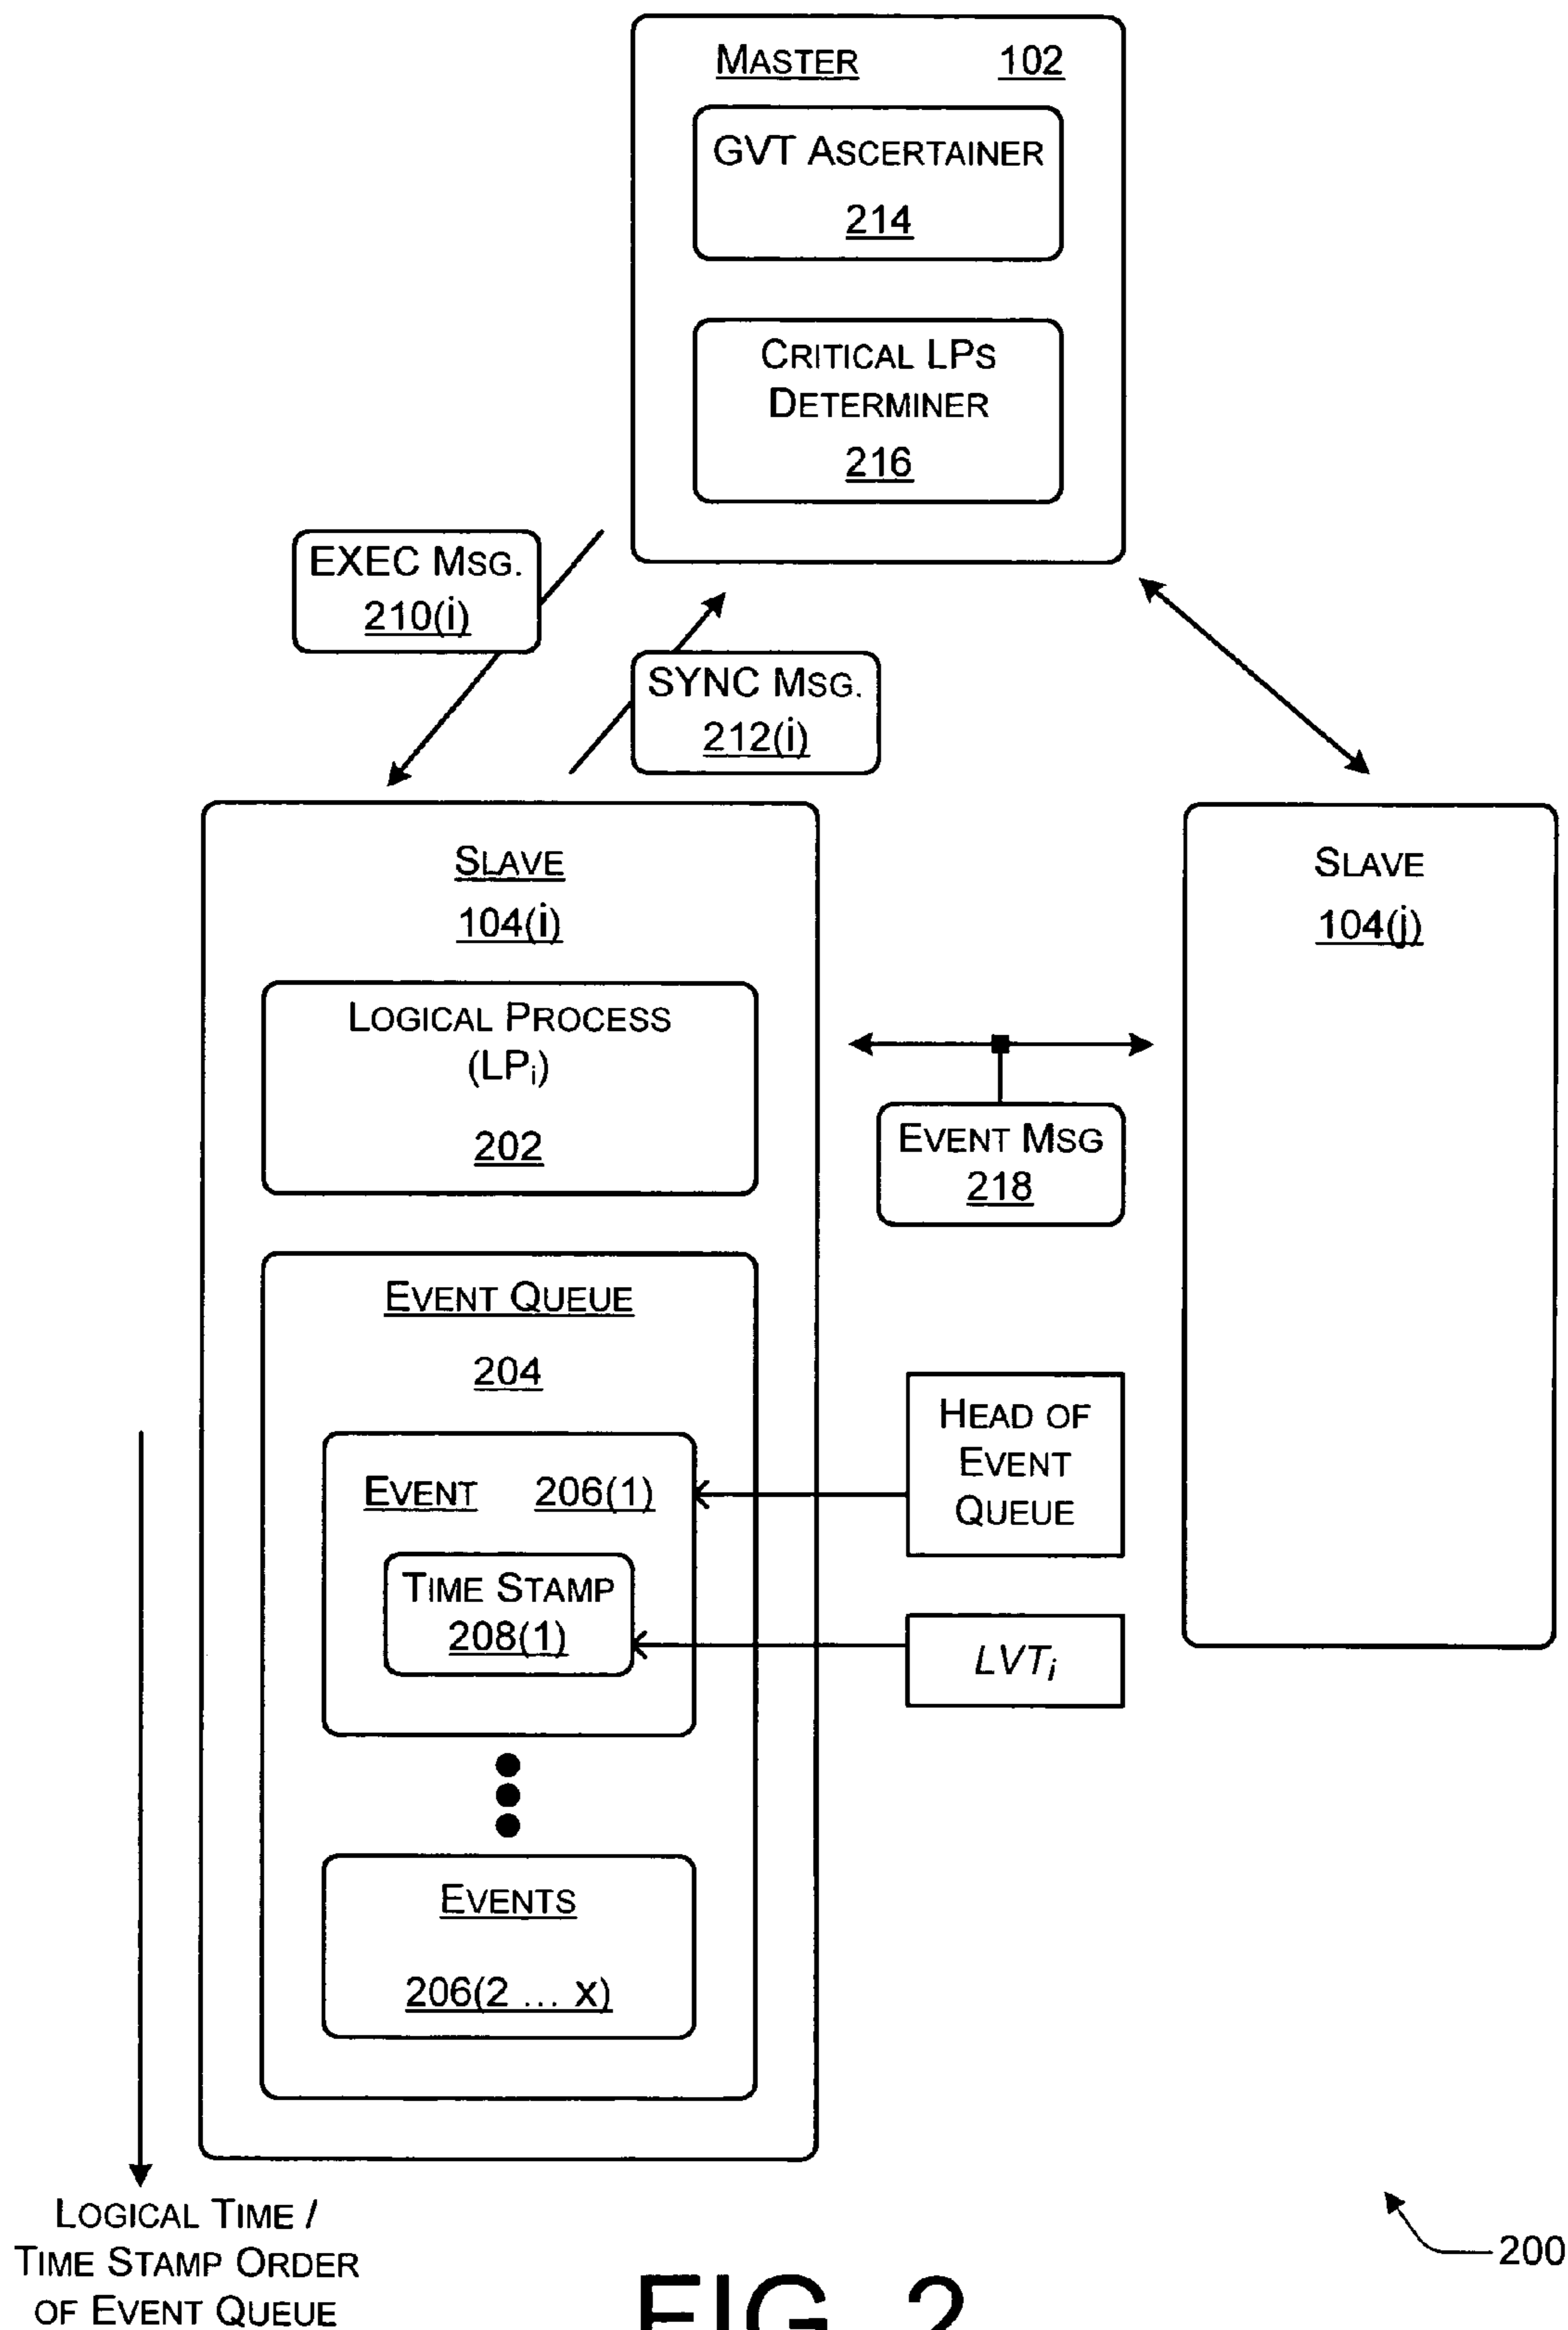 MASTER 102
GVT ASCERTAINER
214
CRITICAL LPS
DETERMINER
216
EXEC MSG.
210(i)
SYNC MSG.
212(i)
SLAVE
104(i)
SLAVE
104(j)
LOGICAL PROCESS
(LPi)
202
EVENT MSG
218
EVENT QUEUE
204
HEAD OF
EVENT
QUEUE
EVENT 206(1)
TIME STAMP
208(1)
LVTi
EVENTS
206(2 ... x)
LOGICAL TIME /
TIME STAMP ORDER
OF EVENT QUEUE
200
FIG. 2